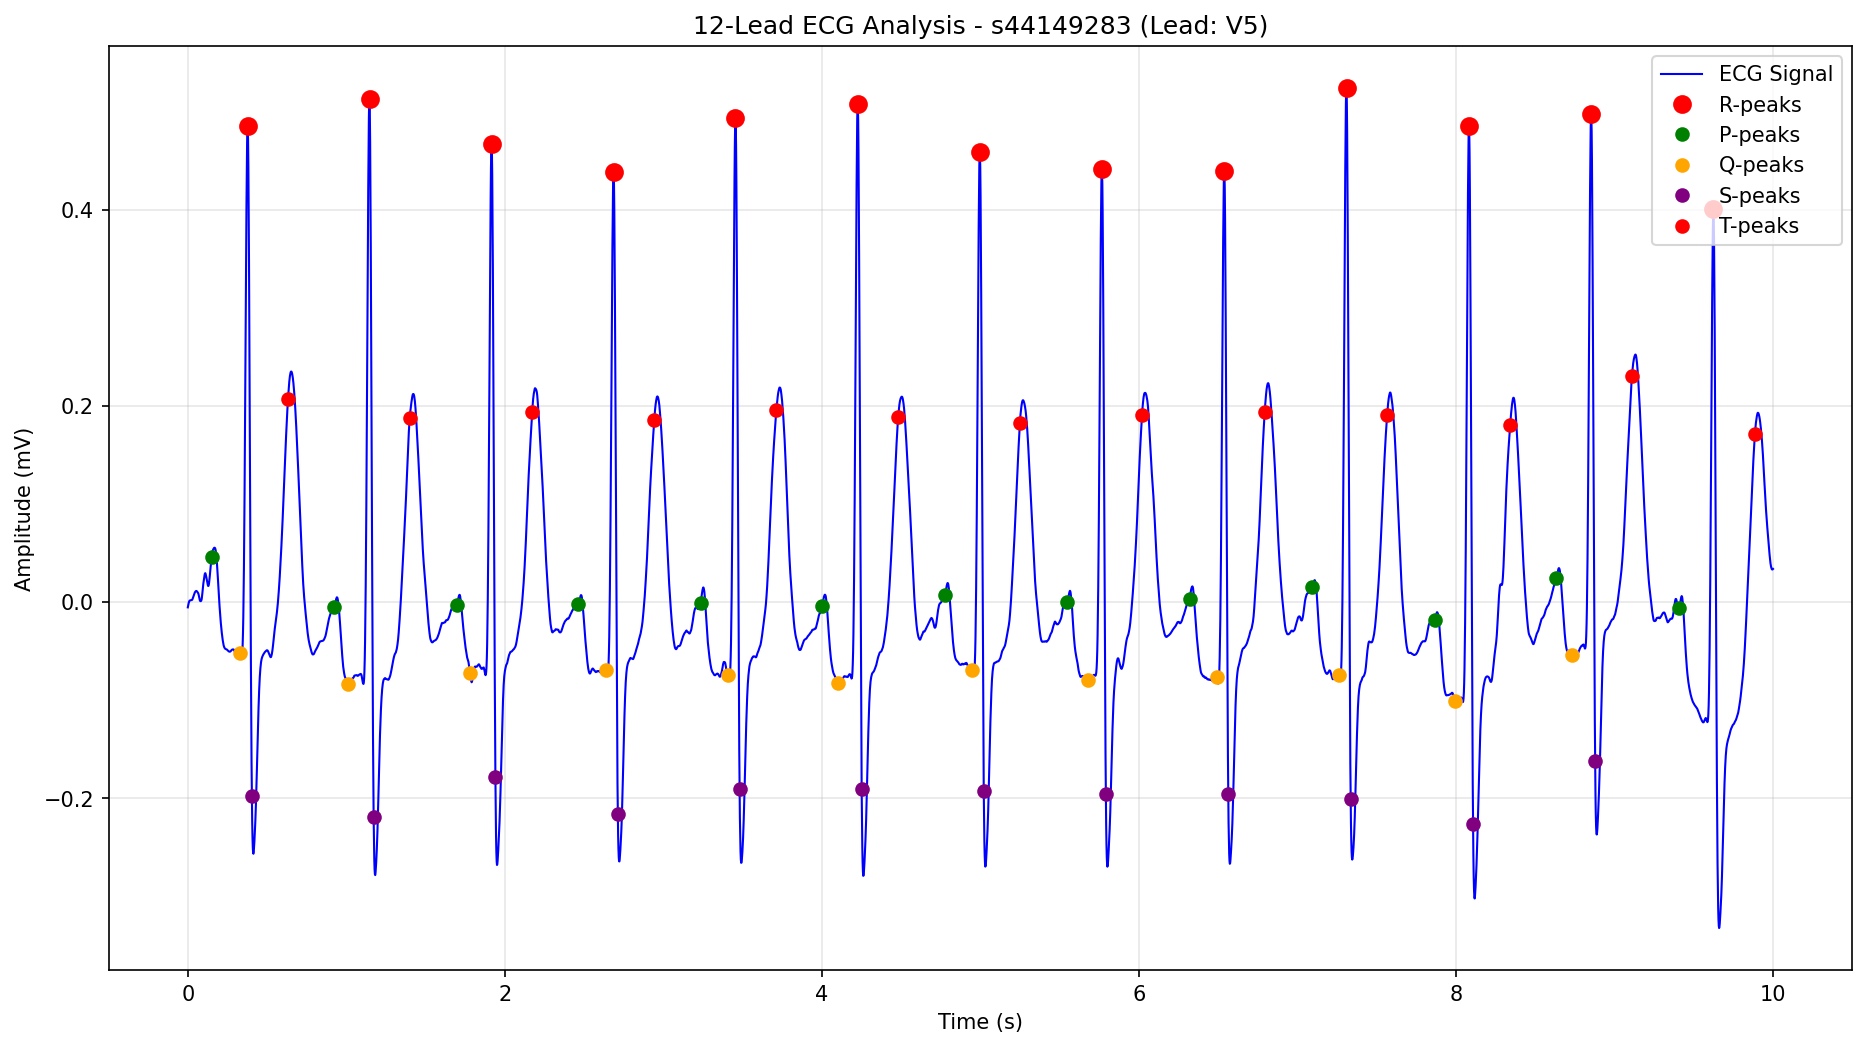 12-Lead ECG Analysis - s44149283 (Lead: V5)
ECG Signal
R-peaks
P-peaks
Q-peaks
S-peaks
T-peaks
Amplitude (mV)
0.4
0.2
0.0
−0.2
0 2 4 6 8 10
Time (s)